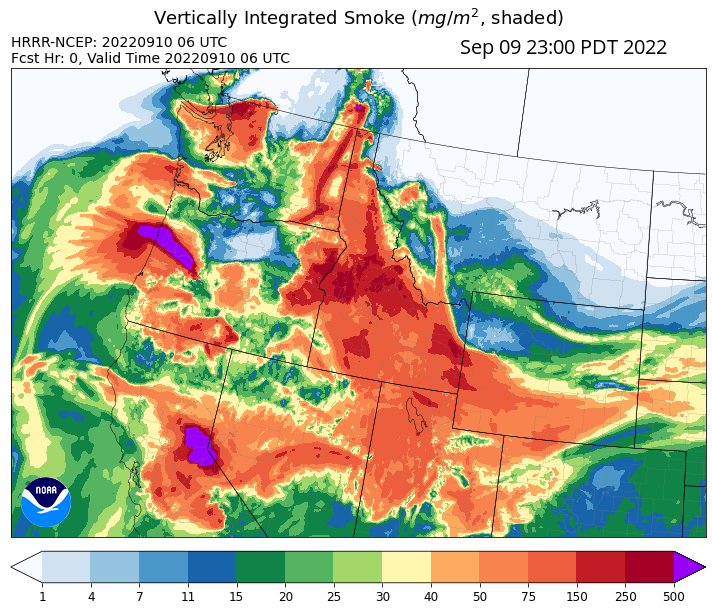 Vertically Integrated Smoke (mg/m², shaded)
HRRR-NCEP: 20220910 06 UTC
Fcst Hr: 0, Valid Time 20220910 06 UTC
Sep 09 23:00 PDT 2022
NOAA
1 4 7 11 15 20 25 30 40 50 75 150 250 500